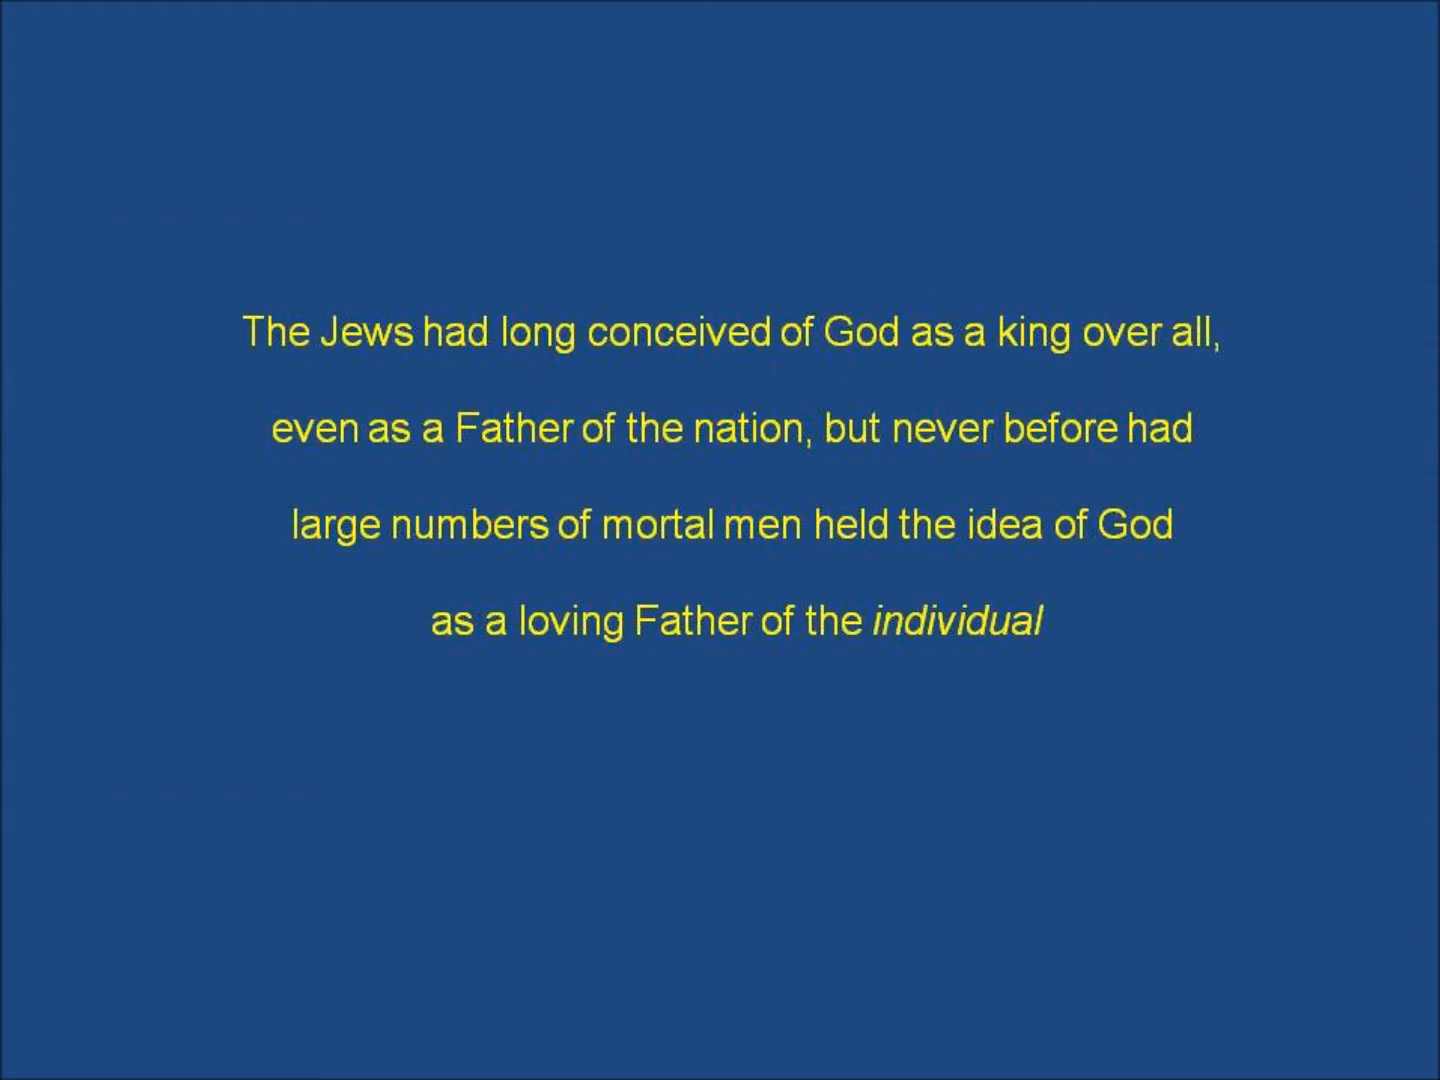 The Jews had long conceived of God as a king over all,
even as a Father of the nation, but never before had
large numbers of mortal men held the idea of God
as a loving Father of the individual